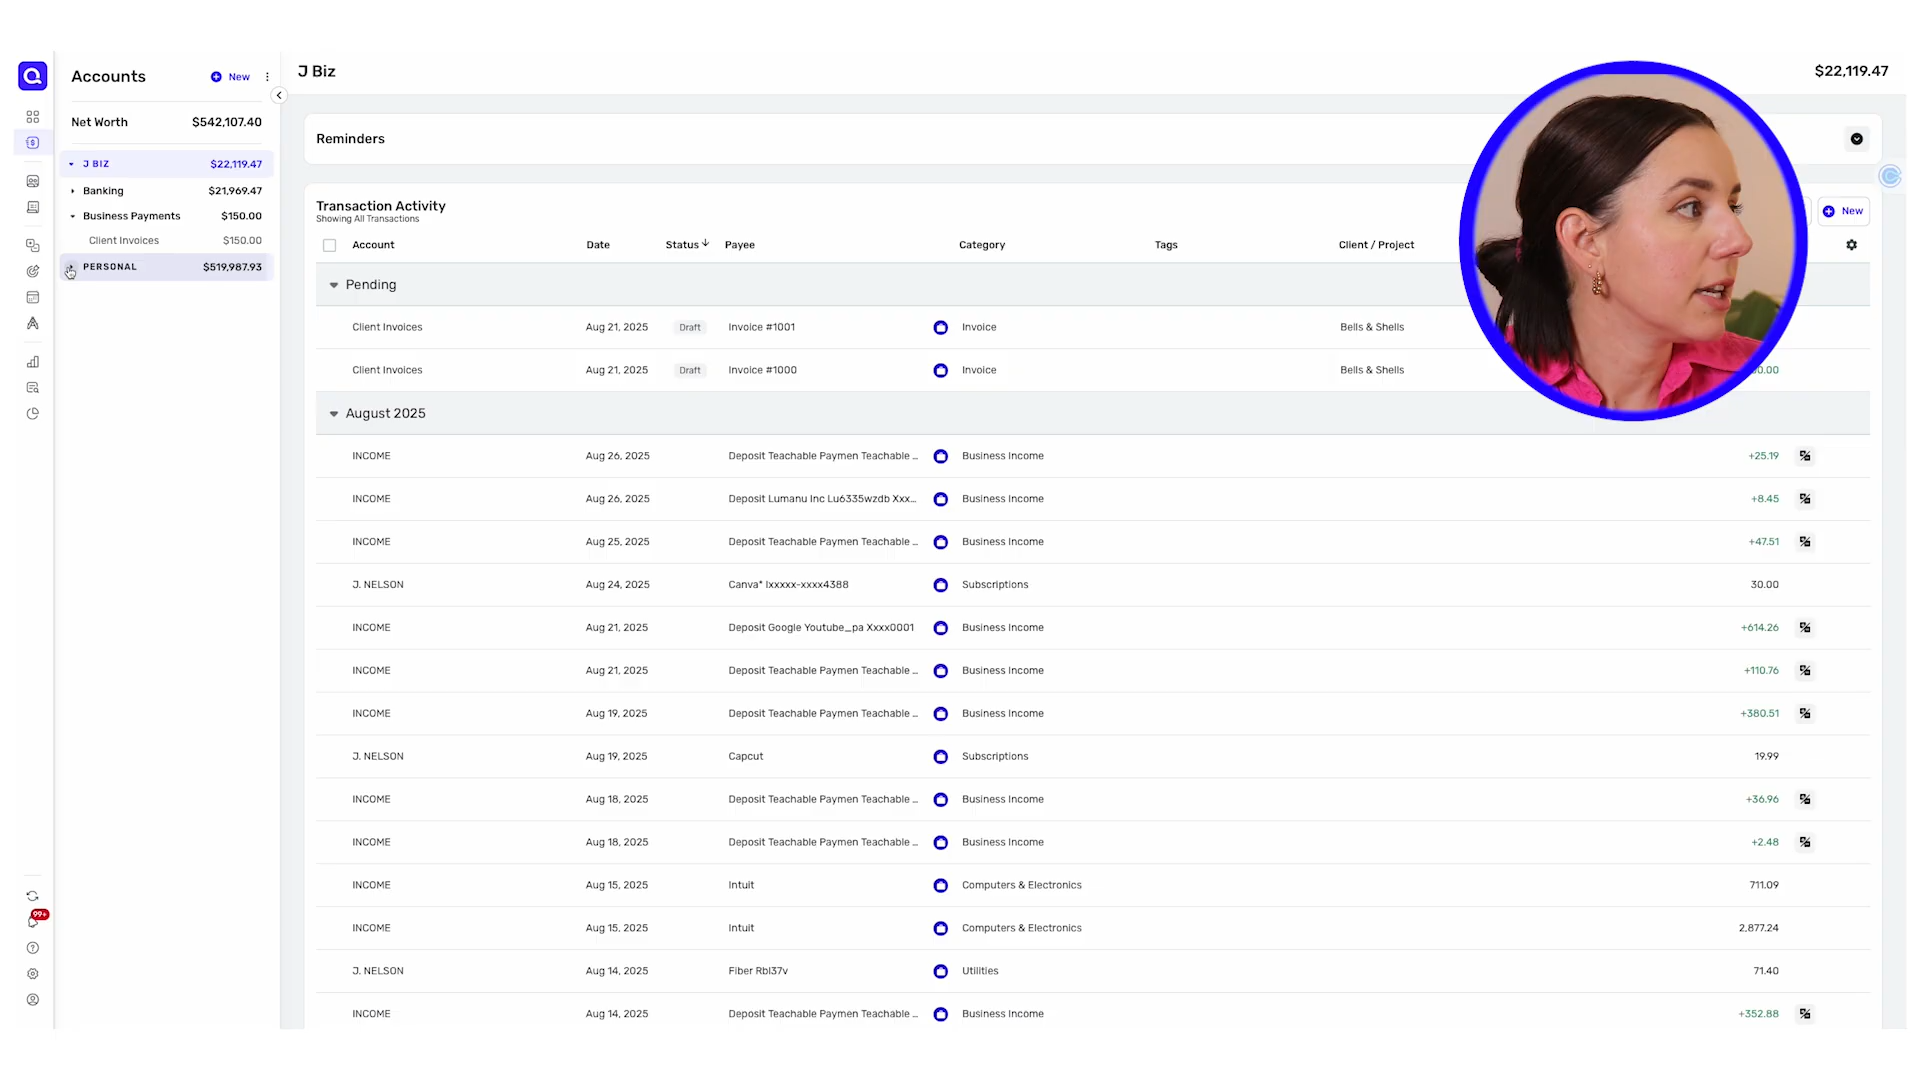 Accounts
New
J Biz
$22,119.47
Net Worth $542,107.40
J BIZ $22,119.47
Banking $21,969.47
Business Payments $150.00
Client Invoices $150.00
PERSONAL $519,987.93
99+
Reminders
Transaction Activity
Showing All Transactions
New
Account Date Status Payee Category Tags Client / Project
Pending
Client Invoices Aug 21, 2025 Draft Invoice #1001 Invoice Bells & Shells
Client Invoices Aug 21, 2025 Draft Invoice #1000 Invoice Bells & Shells 0.00
August 2025
INCOME Aug 26, 2025 Deposit Teachable Paymen Teachable ... Business Income +25.19
INCOME Aug 26, 2025 Deposit Lumanu Inc Lu6335wzdb Xxx... Business Income +8.45
INCOME Aug 25, 2025 Deposit Teachable Paymen Teachable ... Business Income +47.51
J. NELSON Aug 24, 2025 Canva* Ixxxxx-xxxx4388 Subscriptions 30.00
INCOME Aug 21, 2025 Deposit Google Youtube_pa Xxxx0001 Business Income +614.26
INCOME Aug 21, 2025 Deposit Teachable Paymen Teachable ... Business Income +110.76
INCOME Aug 19, 2025 Deposit Teachable Paymen Teachable ... Business Income +380.51
J. NELSON Aug 19, 2025 Capcut Subscriptions 19.99
INCOME Aug 18, 2025 Deposit Teachable Paymen Teachable ... Business Income +36.96
INCOME Aug 18, 2025 Deposit Teachable Paymen Teachable ... Business Income +2.48
INCOME Aug 15, 2025 Intuit Computers & Electronics 711.09
INCOME Aug 15, 2025 Intuit Computers & Electronics 2,877.24
J. NELSON Aug 14, 2025 Fiber Rbl37v Utilities 71.40
INCOME Aug 14, 2025 Deposit Teachable Paymen Teachable ... Business Income +352.88